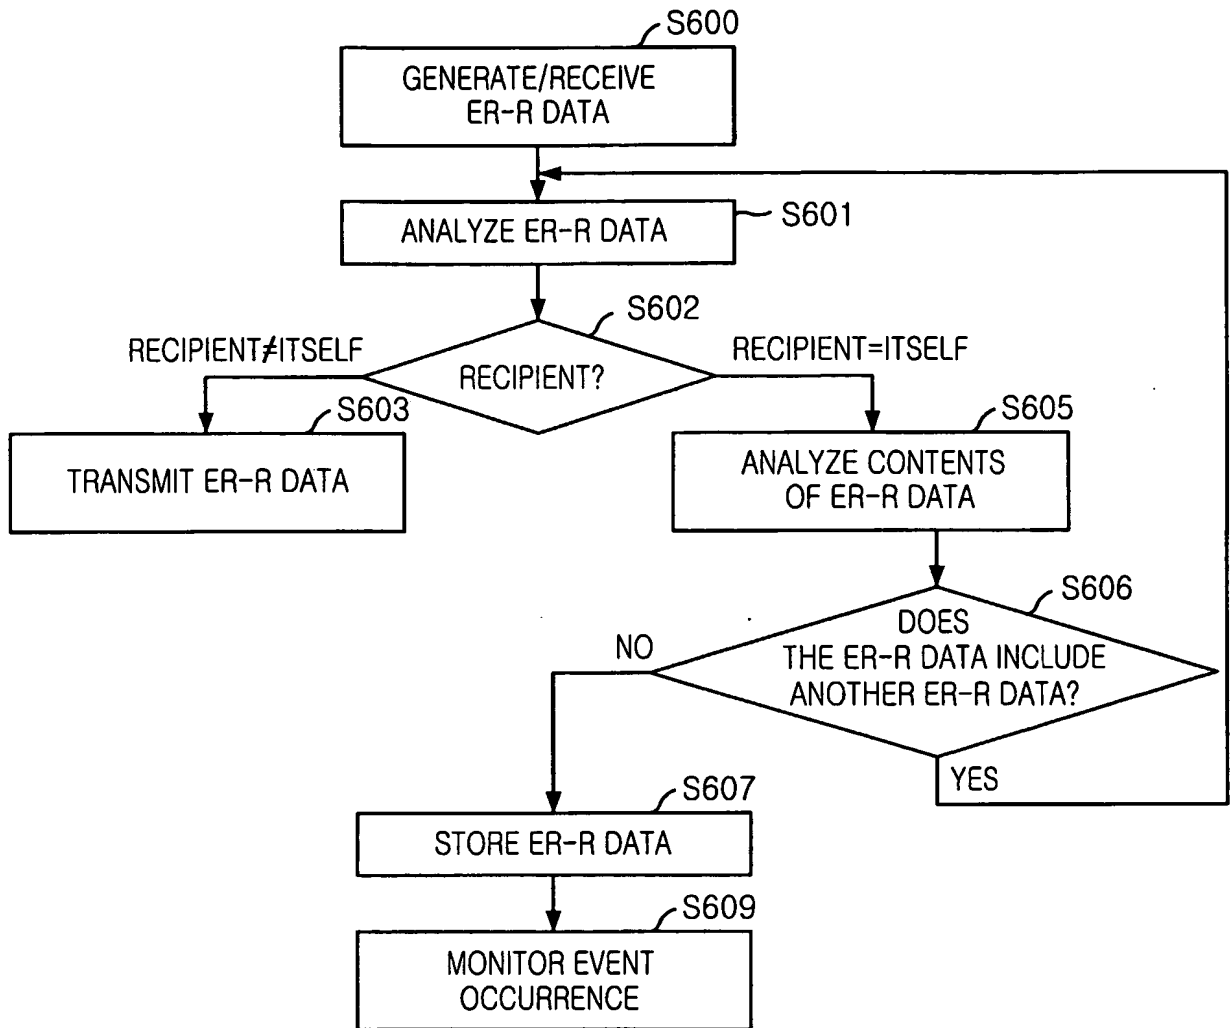 S600
GENERATE/RECEIVE
ER-R DATA
ANALYZE ER-R DATA
S601
S602
RECIPIENT≠ITSELF
RECIPIENT=ITSELF
RECIPIENT?
S603
S605
TRANSMIT ER-R DATA
ANALYZE CONTENTS
OF ER-R DATA
S606
DOES
THE ER-R DATA INCLUDE
ANOTHER ER-R DATA?
NO
YES
S607
STORE ER-R DATA
S609
MONITOR EVENT
OCCURRENCE